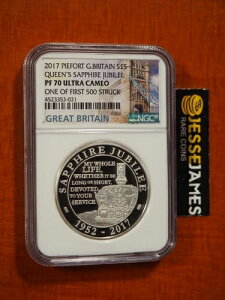 2017 PIEFORT G.BRITAIN S£5
QUEEN'S SAPPHIRE JUBILEE
PF 70 ULTRA CAMEO
ONE OF FIRST 500 STRUCK
4523353-021
GREAT BRITAIN
NGC
SAPPHIRE JUBILEE
MY WHOLE
LIFE,
WHETHER IT BE
LONG OR SHORT,
DEVOTED TO
YOUR SERVICE
1952 - 2017
JESSE JAMES
RARE COINS